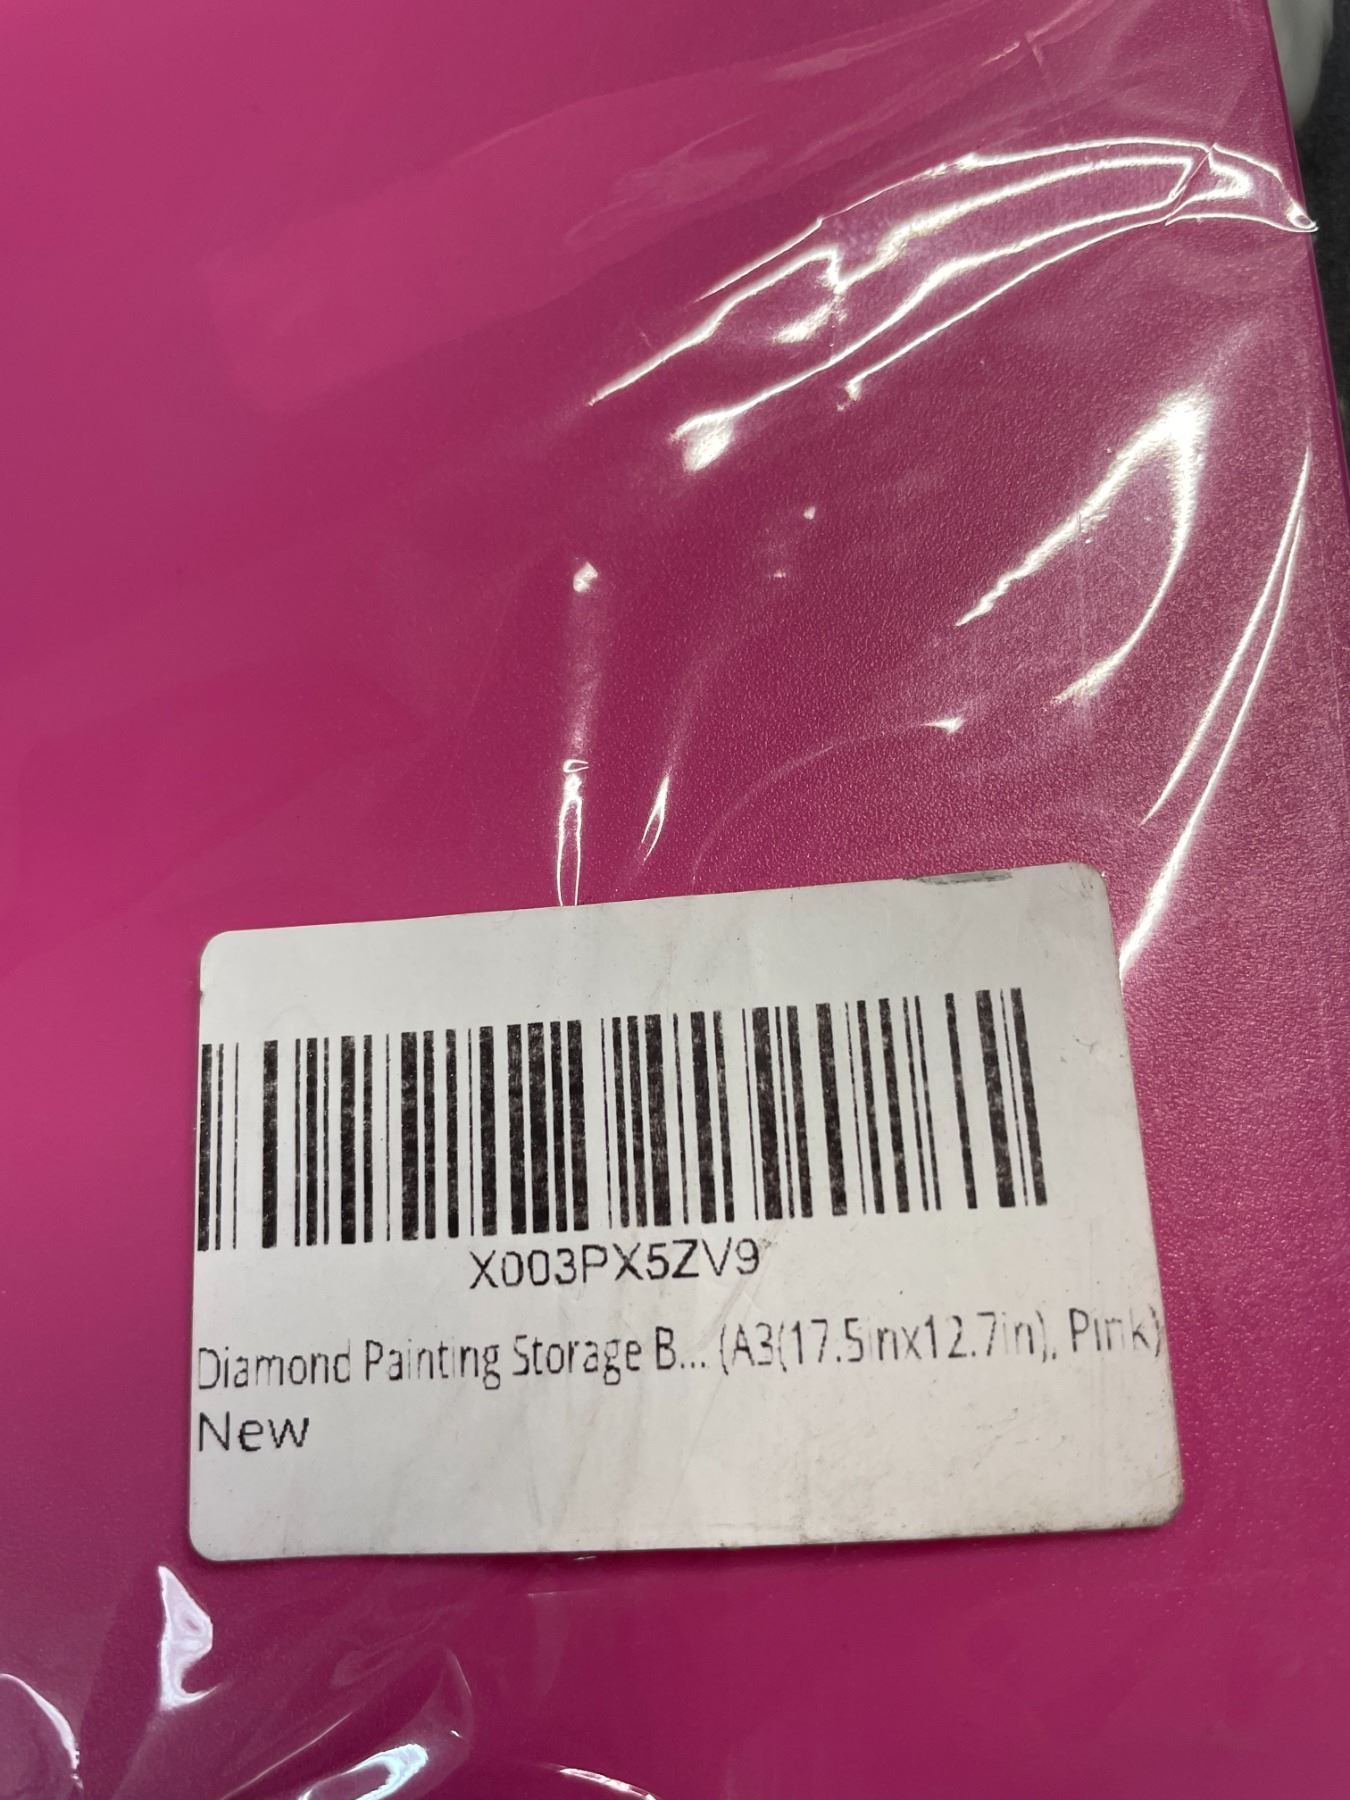 X003PX5ZV9
Diamond Painting Storage B... (A3(17.5inx12.7in), Pink)
New